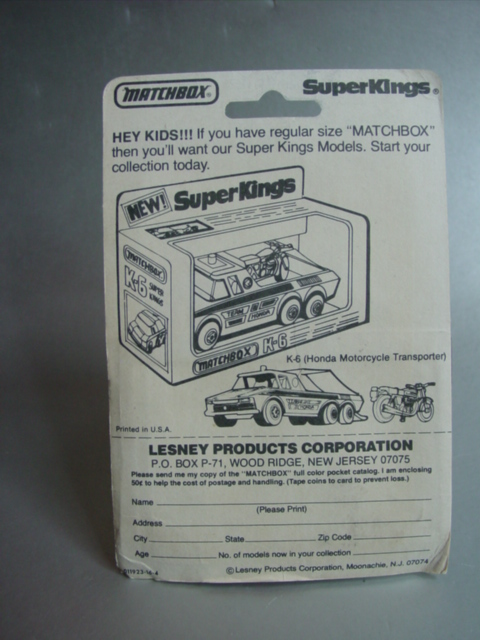 MATCHBOX®
SuperKings®
HEY KIDS!!! If you have regular size "MATCHBOX"
then you'll want our Super Kings Models. Start your
collection today.
NEW!
SuperKings
MATCHBOX
K-6
SUPER
KINGS
TEAM
HONDA
MATCHBOX K-6
K-6 (Honda Motorcycle Transporter)
Printed in U.S.A.
LESNEY PRODUCTS CORPORATION
P.O. BOX P-71, WOOD RIDGE, NEW JERSEY 07075
Please send me my copy of the "MATCHBOX" full color pocket catalog. I am enclosing
50¢ to help the cost of postage and handling. (Tape coins to card to prevent loss.)
Name
(Please Print)
Address
City State Zip Code
Age No. of models now in your collection
© Lesney Products Corporation, Moonachie, N.J. 07074